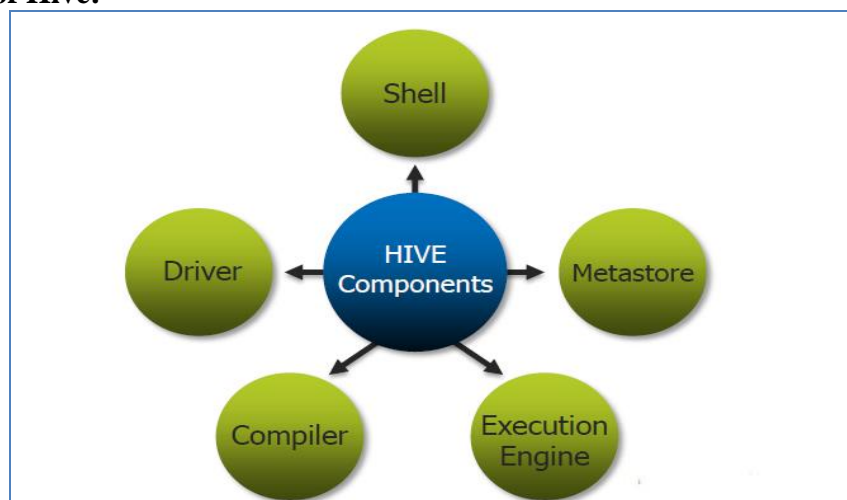 Shell
HIVE
Components
Driver
Metastore
Compiler
Execution
Engine